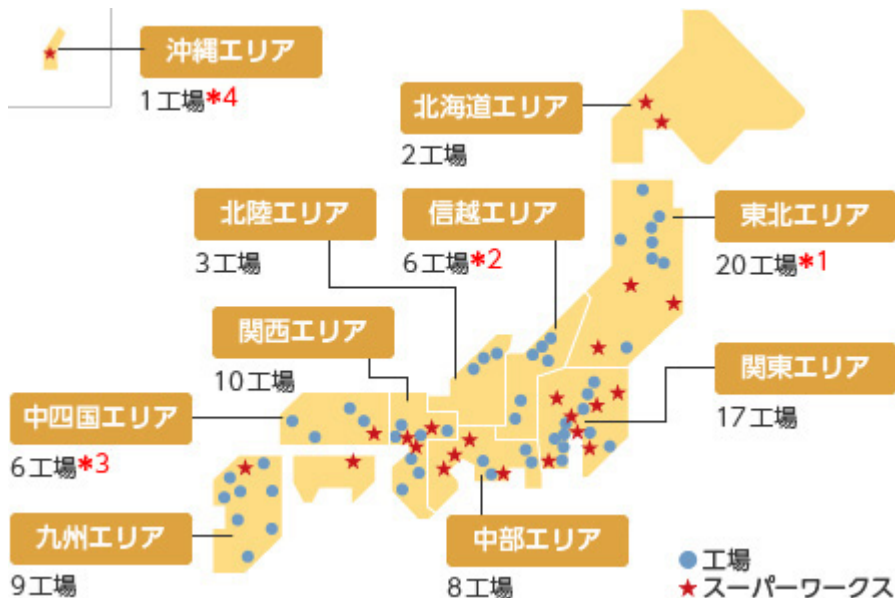 沖縄エリア
1工場*4
北海道エリア
2工場
北陸エリア
3工場
信越エリア
6工場*2
東北エリア
20工場*1
関西エリア
10工場
関東エリア
17工場
中四国エリア
6工場*3
九州エリア
9工場
中部エリア
8工場
●工場
★スーパーワークス